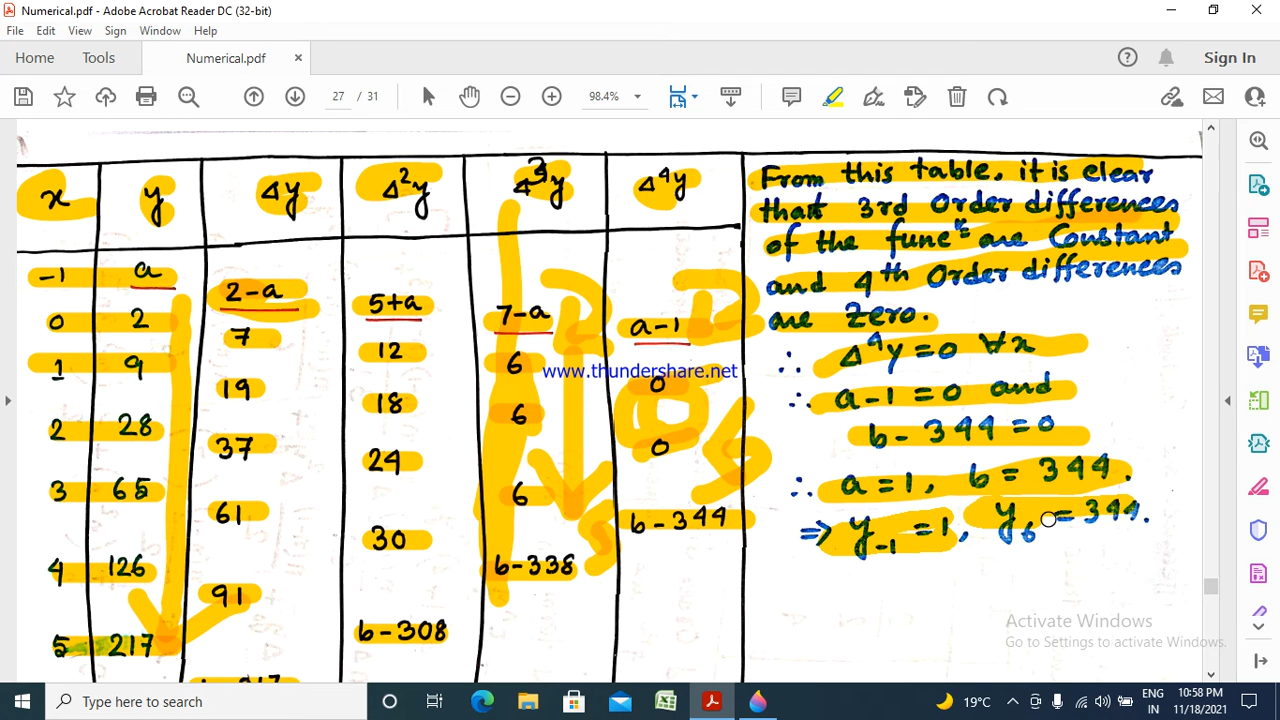 Numerical.pdf - Adobe Acrobat Reader DC (32-bit)
File Edit View Sign Window Help
Home Tools Numerical.pdf × Sign In
27 / 31 98.4%
x y Δy Δ²y Δ³y Δ⁴y
-1 a
2-a 5+a 7-a a-1
0 2
7 12 6 0
1 9
19 18 6 0
2 28
37 24 6 b-344
3 65
61 30 b-338
4 126
91 b-308
5 217
From this table, it is clear
that 3rd Order differences
of the funcⁿ are Constant
and 4th Order differences
are Zero.
∴ Δ⁴y=0 ∀x
∴ a-1=0 and
b-344=0
∴ a=1, b=344.
⇒ y₋₁=1, y₆=344.
www.thundershare.net
Activate Windows
Go to Settings to activate Windows.
Type here to search
19°C ENG IN 10:58 PM 11/18/2021